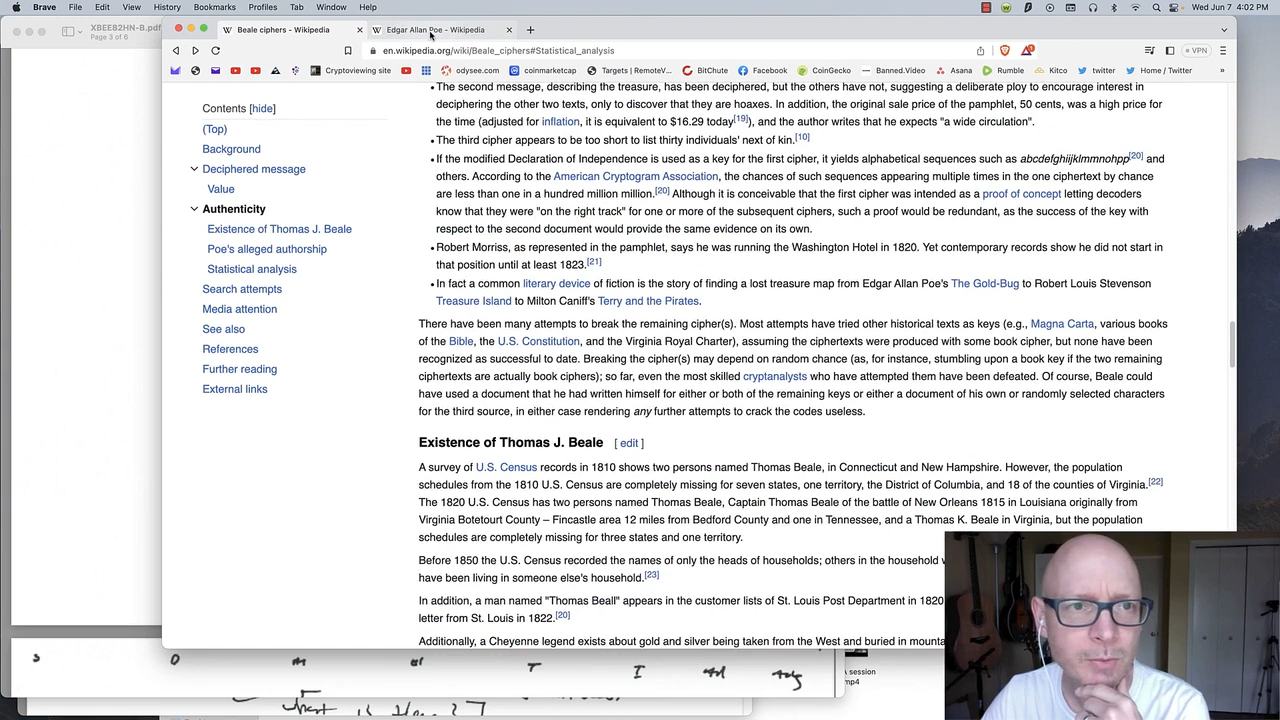 Brave File Edit View History Bookmarks Profiles Tab Window Help Wed Jun 7 4:02 PM
XBEE82HN-B.pdf
Page 3 of 6
Beale ciphers - Wikipedia
Edgar Allan Poe - Wikipedia
en.wikipedia.org/wiki/Beale_ciphers#Statistical_analysis
VPN
Cryptoviewing site odysee.com coinmarketcap Targets | RemoteV... BitChute Facebook CoinGecko Banned.Video Asana Rumble Kitco twitter Home / Twitter
Contents [hide]
(Top)
Background
Deciphered message
Value
Authenticity
Existence of Thomas J. Beale
Poe's alleged authorship
Statistical analysis
Search attempts
Media attention
See also
References
Further reading
External links
• The second message, describing the treasure, has been deciphered, but the others have not, suggesting a deliberate ploy to encourage interest in
deciphering the other two texts, only to discover that they are hoaxes. In addition, the original sale price of the pamphlet, 50 cents, was a high price for
the time (adjusted for inflation, it is equivalent to $16.29 today[19]), and the author writes that he expects "a wide circulation".
• The third cipher appears to be too short to list thirty individuals' next of kin.[10]
• If the modified Declaration of Independence is used as a key for the first cipher, it yields alphabetical sequences such as abcdefghiijklmmnohpp[20] and
others. According to the American Cryptogram Association, the chances of such sequences appearing multiple times in the one ciphertext by chance
are less than one in a hundred million million.[20] Although it is conceivable that the first cipher was intended as a proof of concept letting decoders
know that they were "on the right track" for one or more of the subsequent ciphers, such a proof would be redundant, as the success of the key with
respect to the second document would provide the same evidence on its own.
• Robert Morriss, as represented in the pamphlet, says he was running the Washington Hotel in 1820. Yet contemporary records show he did not start in
that position until at least 1823.[21]
• In fact a common literary device of fiction is the story of finding a lost treasure map from Edgar Allan Poe's The Gold-Bug to Robert Louis Stevenson
Treasure Island to Milton Caniff's Terry and the Pirates.
There have been many attempts to break the remaining cipher(s). Most attempts have tried other historical texts as keys (e.g., Magna Carta, various books
of the Bible, the U.S. Constitution, and the Virginia Royal Charter), assuming the ciphertexts were produced with some book cipher, but none have been
recognized as successful to date. Breaking the cipher(s) may depend on random chance (as, for instance, stumbling upon a book key if the two remaining
ciphertexts are actually book ciphers); so far, even the most skilled cryptanalysts who have attempted them have been defeated. Of course, Beale could
have used a document that he had written himself for either or both of the remaining keys or either a document of his own or randomly selected characters
for the third source, in either case rendering any further attempts to crack the codes useless.
Existence of Thomas J. Beale [ edit ]
A survey of U.S. Census records in 1810 shows two persons named Thomas Beale, in Connecticut and New Hampshire. However, the population
schedules from the 1810 U.S. Census are completely missing for seven states, one territory, the District of Columbia, and 18 of the counties of Virginia.[22]
The 1820 U.S. Census has two persons named Thomas Beale, Captain Thomas Beale of the battle of New Orleans 1815 in Louisiana originally from
Virginia Botetourt County – Fincastle area 12 miles from Bedford County and one in Tennessee, and a Thomas K. Beale in Virginia, but the population
schedules are completely missing for three states and one territory.
Before 1850 the U.S. Census recorded the names of only the heads of households; others in the household w
have been living in someone else's household.[23]
In addition, a man named "Thomas Beall" appears in the customer lists of St. Louis Post Department in 1820
letter from St. Louis in 1822.[20]
Additionally, a Cheyenne legend exists about gold and silver being taken from the West and buried in mounta
A session
mp4